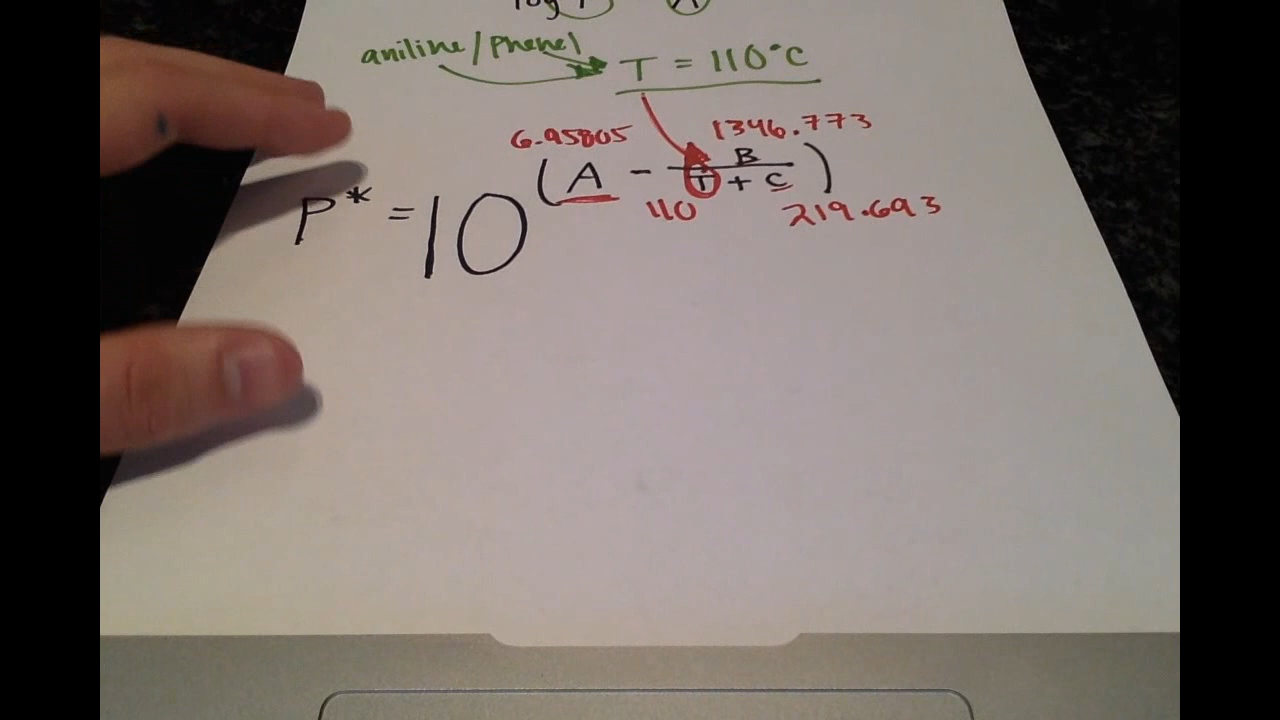 aniline/Phenol
T = 110°C
6.95805 1346.773
P* = 10 (A - B / T + C)
110 219.693